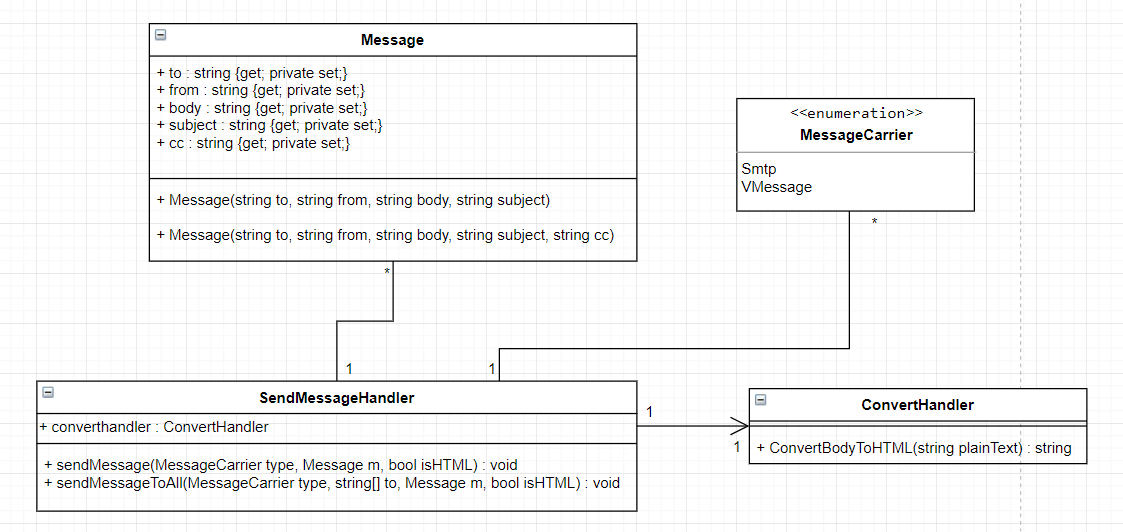 Message
+ to : string {get; private set;}
+ from : string {get; private set;}
+ body : string {get; private set;}
+ subject : string {get; private set;}
+ cc : string {get; private set;}
+ Message(string to, string from, string body, string subject)
+ Message(string to, string from, string body, string subject, string cc)
<<enumeration>>
MessageCarrier
Smtp
VMessage
*
*
1
1
SendMessageHandler
+ converthandler : ConvertHandler
+ sendMessage(MessageCarrier type, Message m, bool isHTML) : void
+ sendMessageToAll(MessageCarrier type, string[] to, Message m, bool isHTML) : void
1
1
ConvertHandler
+ ConvertBodyToHTML(string plainText) : string